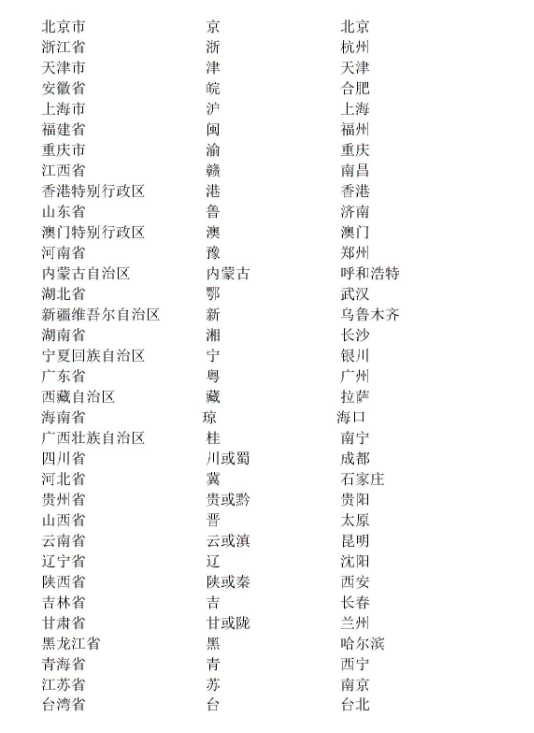 北京市 京 北京
浙江省 浙 杭州
天津市 津 天津
安徽省 皖 合肥
上海市 沪 上海
福建省 闽 福州
重庆市 渝 重庆
江西省 赣 南昌
香港特别行政区 港 香港
山东省 鲁 济南
澳门特别行政区 澳 澳门
河南省 豫 郑州
内蒙古自治区 内蒙古 呼和浩特
湖北省 鄂 武汉
新疆维吾尔自治区 新 乌鲁木齐
湖南省 湘 长沙
宁夏回族自治区 宁 银川
广东省 粤 广州
西藏自治区 藏 拉萨
海南省 琼 海口
广西壮族自治区 桂 南宁
四川省 川或蜀 成都
河北省 冀 石家庄
贵州省 贵或黔 贵阳
山西省 晋 太原
云南省 云或滇 昆明
辽宁省 辽 沈阳
陕西省 陕或秦 西安
吉林省 吉 长春
甘肃省 甘或陇 兰州
黑龙江省 黑 哈尔滨
青海省 青 西宁
江苏省 苏 南京
台湾省 台 台北